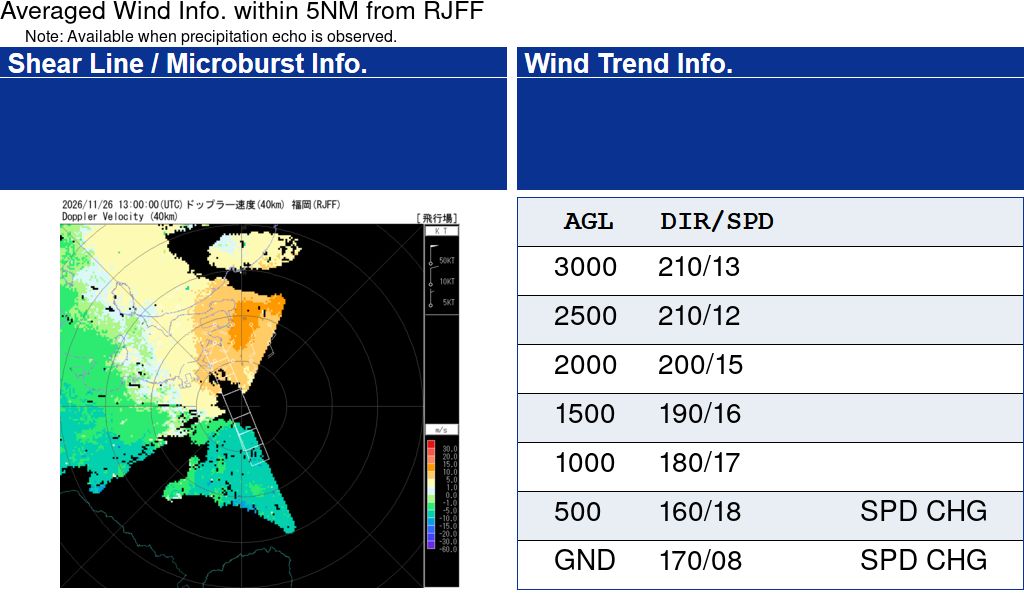 Averaged Wind Info. within 5NM from RJFF
Note: Available when precipitation echo is observed.
Shear Line / Microburst Info.
Wind Trend Info.
2026/11/26 13:00:00(UTC) ドップラー速度(40km) 福岡(RJFF)
Doppler Velocity (40km)
[飛行場]
K T
50KT
10KT
5KT
m/s
30.0
20.0
15.0
10.0
5.0
1.0
0.0
-1.0
-5.0
-10.0
-15.0
-20.0
-30.0
-60.0
AGL DIR/SPD
3000 210/13
2500 210/12
2000 200/15
1500 190/16
1000 180/17
500 160/18 SPD CHG
GND 170/08 SPD CHG